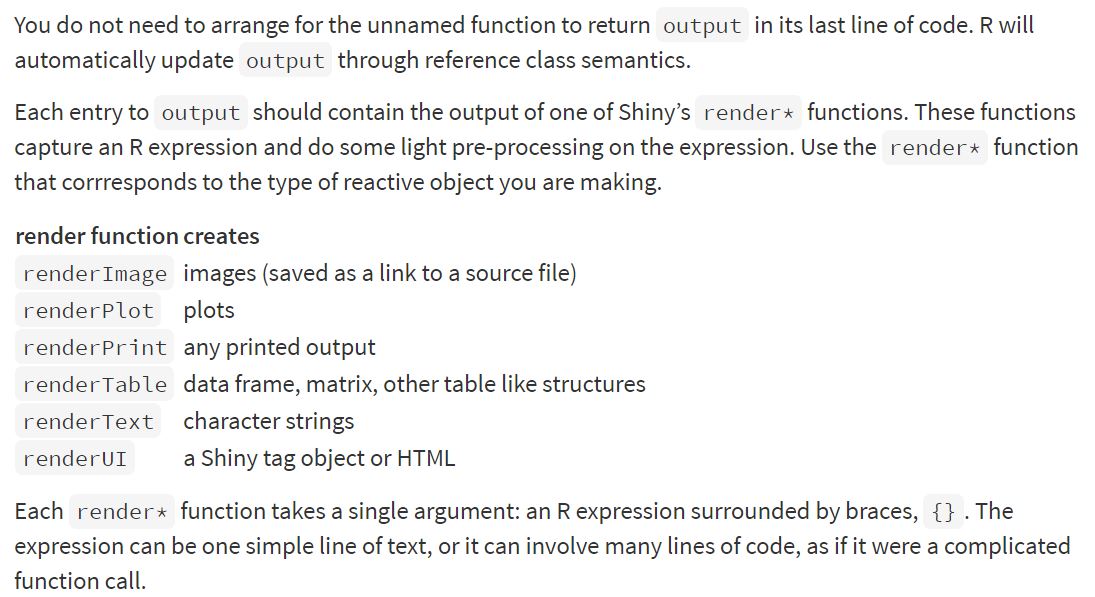 You do not need to arrange for the unnamed function to return output in its last line of code. R will
automatically update output through reference class semantics.
Each entry to output should contain the output of one of Shiny’s render* functions. These functions
capture an R expression and do some light pre-processing on the expression. Use the render* function
that corrresponds to the type of reactive object you are making.
render function creates
renderImage images (saved as a link to a source file)
renderPlot plots
renderPrint any printed output
renderTable data frame, matrix, other table like structures
renderText character strings
renderUI a Shiny tag object or HTML
Each render* function takes a single argument: an R expression surrounded by braces, {}. The
expression can be one simple line of text, or it can involve many lines of code, as if it were a complicated
function call.